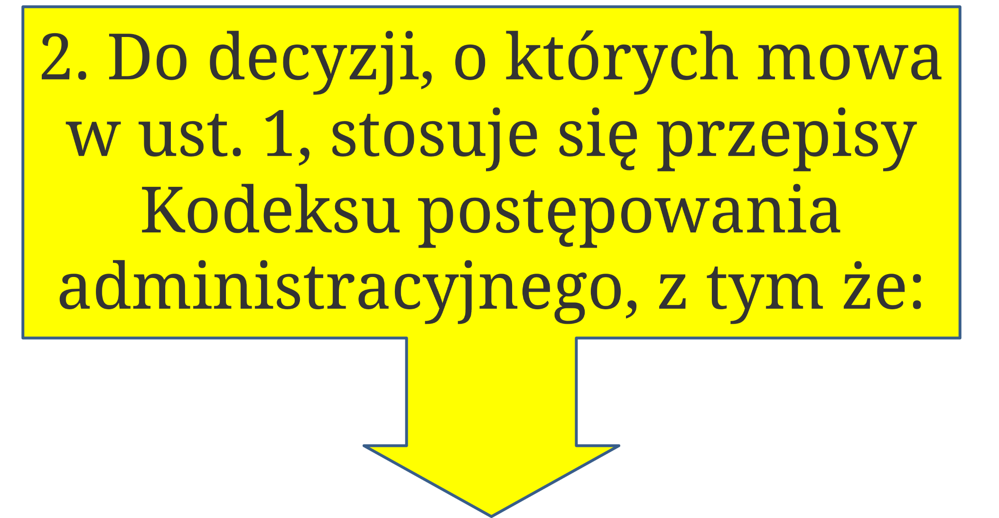 2. Do decyzji, o których mowa
w ust. 1, stosuje się przepisy
Kodeksu postępowania
administracyjnego, z tym że: